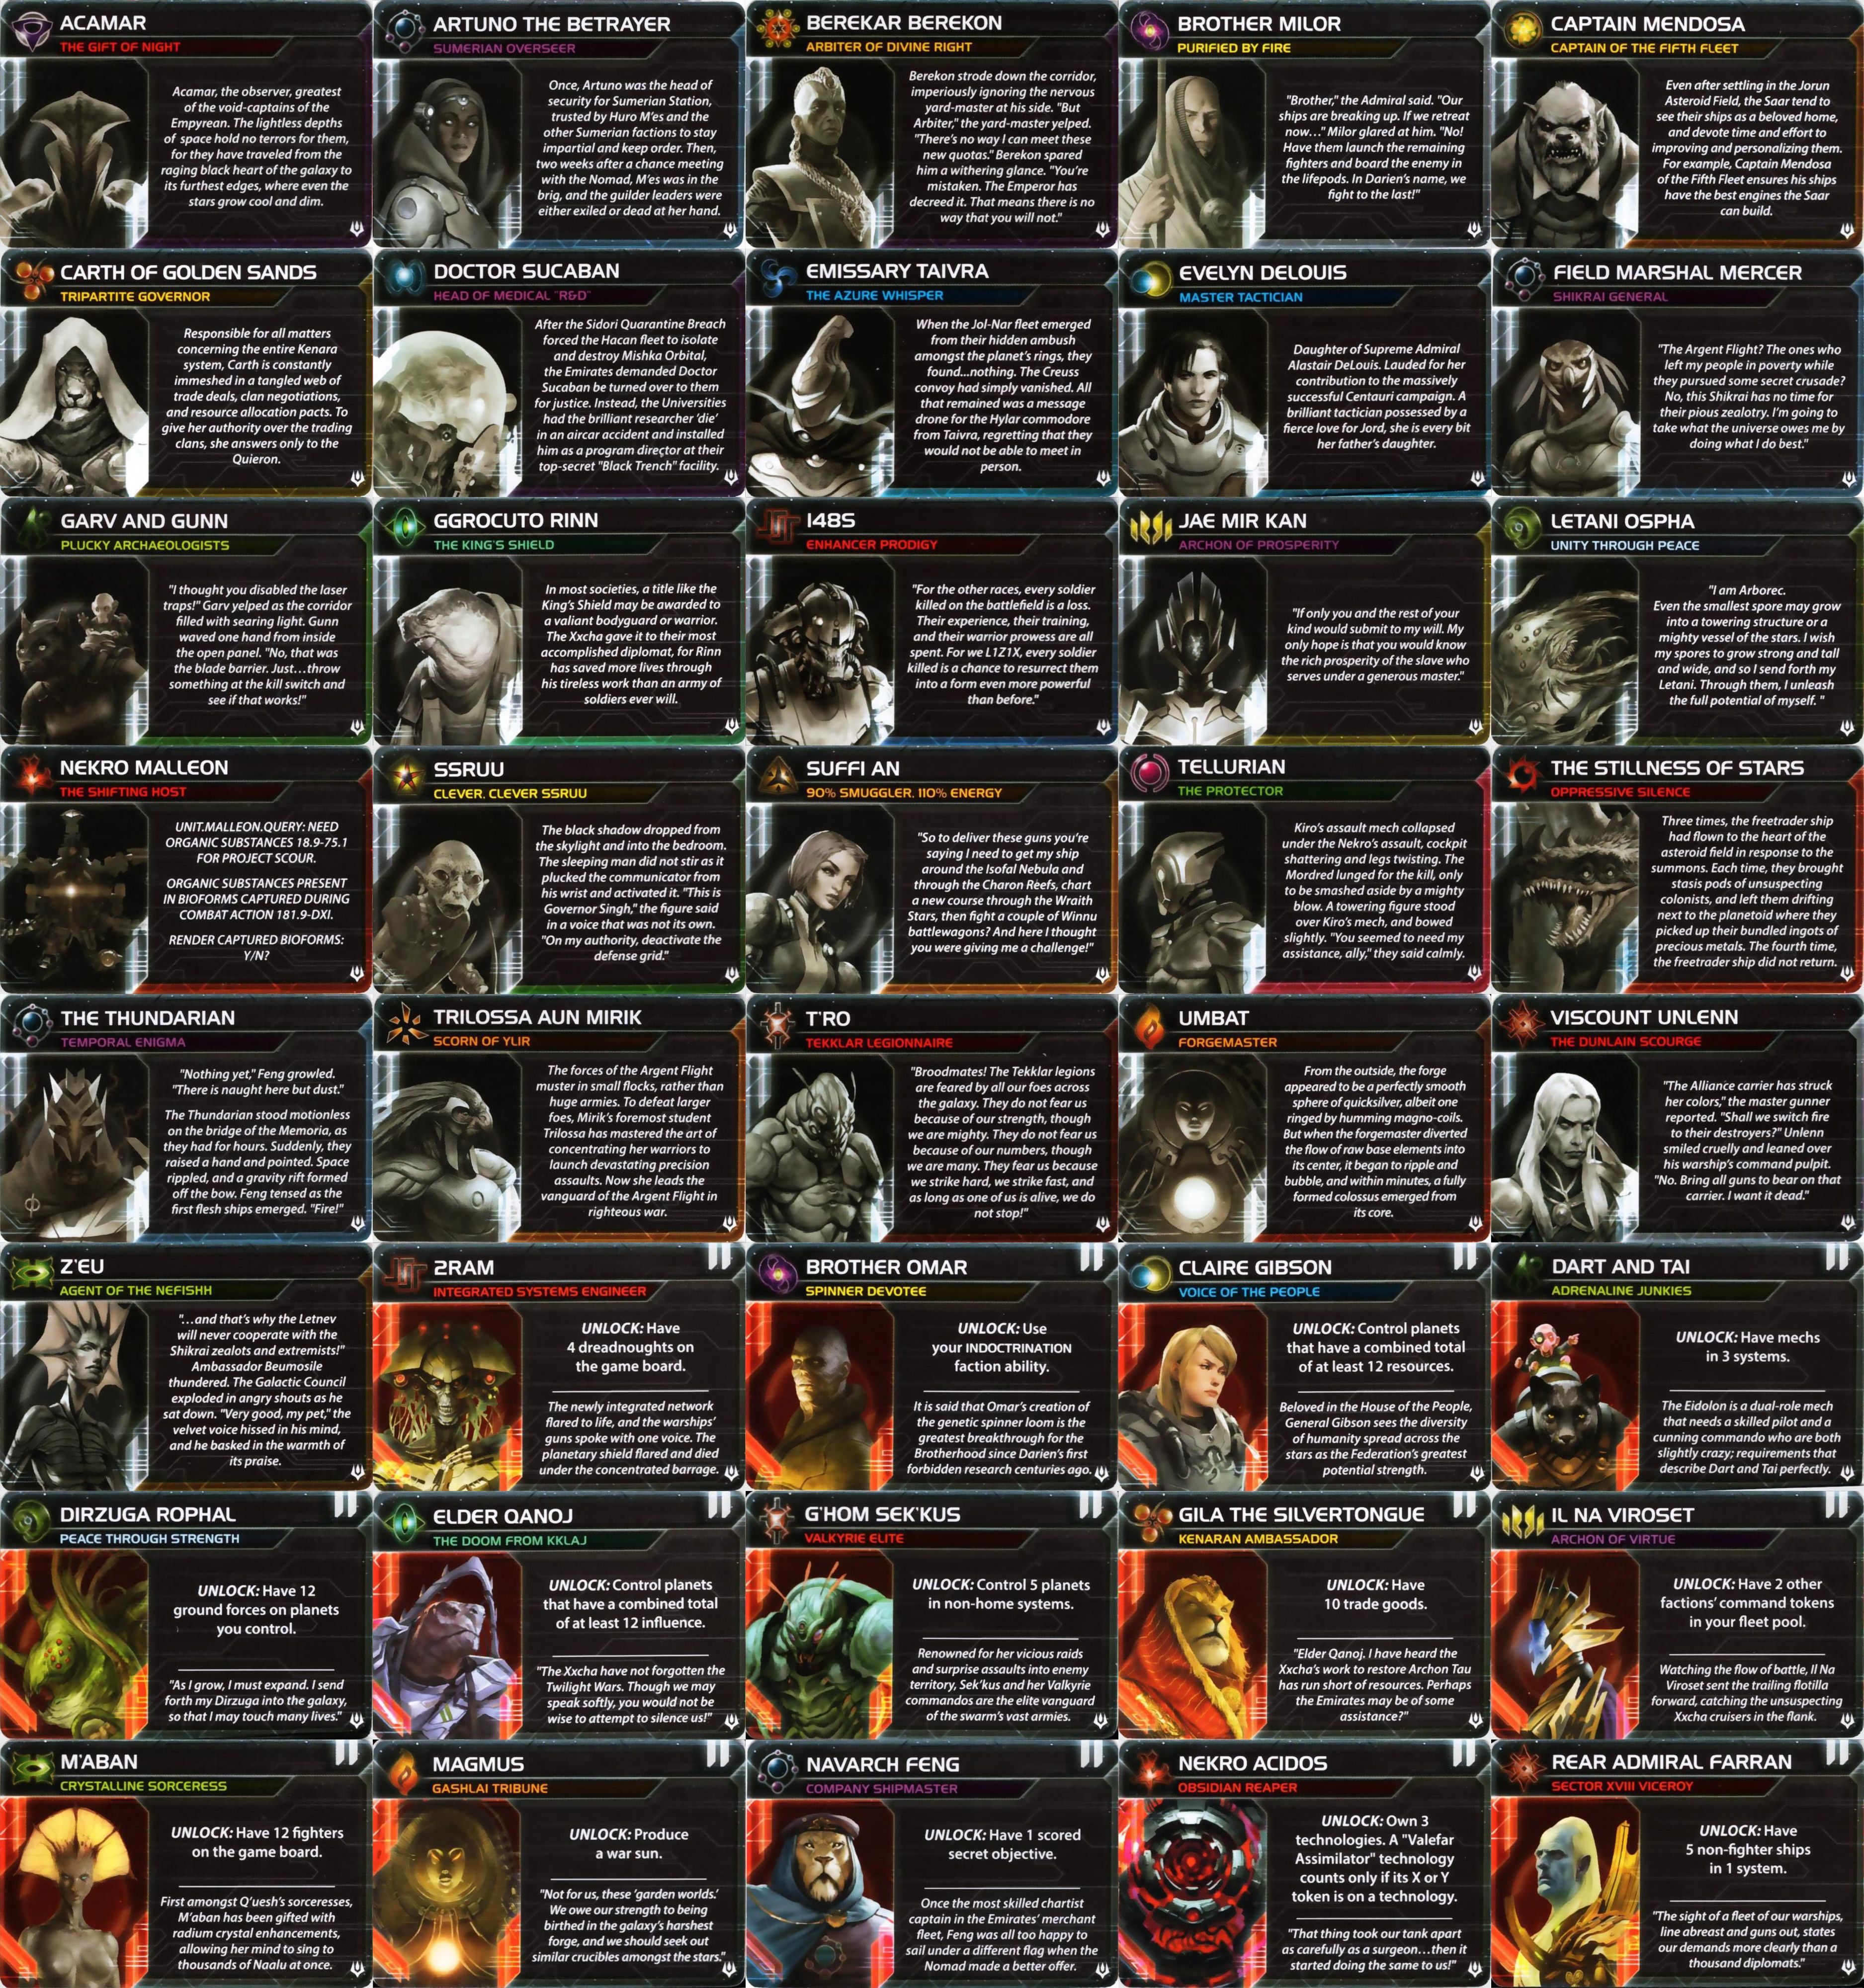 ACAMAR
THE GIFT OF NIGHT
Acamar, the observer, greatest
of the void-captains of the
Empyrean. The lightless depths
of space hold no terrors for them,
for they have traveled from the
raging black heart of the galaxy to
its furthest edges, where even the
stars grow cool and dim.
ARTUNO THE BETRAYER
SUMERIAN OVERSEER
Once, Artuno was the head of
security for Sumerian Station,
trusted by Huro M'es and the
other Sumerian factions to stay
impartial and keep order. Then,
two weeks after a chance meeting
with the Nomad, M'es was in the
brig, and the guilder leaders were
either exiled or dead at her hand.
BEREKAR BEREKON
ARBITER OF DIVINE RIGHT
Berekon strode down the corridor,
imperiously ignoring the nervous
yard-master at his side. "But
Arbiter," the yard-master yelped.
"There's no way I can meet these
new quotas." Berekon spared
him a withering glance. "You're
mistaken. The Emperor has
decreed it. That means there is no
way that you will not."
BROTHER MILOR
PURIFIED BY FIRE
"Brother," the Admiral said. "Our
ships are breaking up. If we retreat
now..." Milor glared at him. "No!
Have them launch the remaining
fighters and board the enemy in
the lifepods. In Darien's name, we
fight to the last!"
CAPTAIN MENDOSA
CAPTAIN OF THE FIFTH FLEET
Even after settling in the Jorun
Asteroid Field, the Saar tend to
see their ships as a beloved home,
and devote time and effort to
improving and personalizing them.
For example, Captain Mendosa
of the Fifth Fleet ensures his ships
have the best engines the Saar
can build.
CARTH OF GOLDEN SANDS
TRIPARTITE GOVERNOR
Responsible for all matters
concerning the entire Kenara
system, Carth is constantly
immeshed in a tangled web of
trade deals, clan negotiations,
and resource allocation pacts. To
give her authority over the trading
clans, she answers only to the
Quieron.
DOCTOR SUCABAN
HEAD OF MEDICAL "R&D"
After the Sidori Quarantine Breach
forced the Hacan fleet to isolate
and destroy Mishka Orbital,
the Emirates demanded Doctor
Sucaban be turned over to them
for justice. Instead, the Universities
had the brilliant researcher 'die'
in an aircar accident and installed
him as a program director at their
top-secret "Black Trench" facility.
EMISSARY TAIVRA
THE AZURE WHISPER
When the Jol-Nar fleet emerged
from their hidden ambush
amongst the planet's rings, they
found...nothing. The Creuss
convoy had simply vanished. All
that remained was a message
drone for the Hylar commodore
from Taivra, regretting that they
would not be able to meet in
person.
EVELYN DELOUIS
MASTER TACTICIAN
Daughter of Supreme Admiral
Alastair DeLouis. Lauded for her
contribution to the massively
successful Centauri campaign. A
brilliant tactician possessed by a
fierce love for Jord, she is every bit
her father's daughter.
FIELD MARSHAL MERCER
SHIKRAI GENERAL
"The Argent Flight? The ones who
left my people in poverty while
they pursued some secret crusade?
No, this Shikrai has no time for
their pious zealotry. I'm going to
take what the universe owes me by
doing what I do best."
GARV AND GUNN
PLUCKY ARCHAEOLOGISTS
"I thought you disabled the laser
traps!" Garv yelped as the corridor
filled with searing light. Gunn
waved one hand from inside
the open panel. "No, that was
the blade barrier. Just...throw
something at the kill switch and
see if that works!"
GGROCUTO RINN
THE KING'S SHIELD
In most societies, a title like the
King's Shield may be awarded to
a valiant bodyguard or warrior.
The Xxcha gave it to their most
accomplished diplomat, for Rinn
has saved more lives through
his tireless work than an army of
soldiers ever will.
I48S
ENHANCER PRODIGY
"For the other races, every soldier
killed on the battlefield is a loss.
Their experience, their training,
and their warrior prowess are all
spent. For we L1Z1X, every soldier
killed is a chance to resurrect them
into a form even more powerful
than before."
JAE MIR KAN
ARCHON OF PROSPERITY
"If only you and the rest of your
kind would submit to my will. My
only hope is that you would know
the rich prosperity of the slave who
serves under a generous master."
LETANI OSPHA
UNITY THROUGH PEACE
"I am Arborec.
Even the smallest spore may grow
into a towering structure or a
mighty vessel of the stars. I wish
my spores to grow strong and tall
and wide, and so I send forth my
Letani. Through them, I unleash
the full potential of myself. "
NEKRO MALLEON
THE SHIFTING HOST
UNIT.MALLEON.QUERY: NEED
ORGANIC SUBSTANCES 18.9-75.1
FOR PROJECT SCOUR.
ORGANIC SUBSTANCES PRESENT
IN BIOFORMS CAPTURED DURING
COMBAT ACTION 181.9-DXI.
RENDER CAPTURED BIOFORMS:
Y/N?
SSRUU
CLEVER, CLEVER SSRUU
The black shadow dropped from
the skylight and into the bedroom.
The sleeping man did not stir as it
plucked the communicator from
his wrist and activated it. "This is
Governor Singh," the figure said
in a voice that was not its own.
"On my authority, deactivate the
defense grid."
SUFFI AN
90% SMUGGLER, 110% ENERGY
"So to deliver these guns you're
saying I need to get my ship
around the Isofal Nebula and
through the Charon Reefs, chart
a new course through the Wraith
Stars, then fight a couple of Winnu
battlewagons? And here I thought
you were giving me a challenge!"
TELLURIAN
THE PROTECTOR
Kiro's assault mech collapsed
under the Nekro's assault, cockpit
shattering and legs twisting. The
Mordred lunged for the kill, only
to be smashed aside by a mighty
blow. A towering figure stood
over Kiro's mech, and bowed
slightly. "You seemed to need my
assistance, ally," they said calmly.
THE STILLNESS OF STARS
OPPRESSIVE SILENCE
Three times, the freetrader ship
had flown to the heart of the
asteroid field in response to the
summons. Each time, they brought
stasis pods of unsuspecting
colonists, and left them drifting
next to the planetoid where they
picked up their bundled ingots of
precious metals. The fourth time,
the freetrader ship did not return.
THE THUNDARIAN
TEMPORAL ENIGMA
"Nothing yet," Feng growled.
"There is naught here but dust."
The Thundarian stood motionless
on the bridge of the Memoria, as
they had for hours. Suddenly, they
raised a hand and pointed. Space
rippled, and a gravity rift formed
off the bow. Feng tensed as the
first flesh ships emerged. "Fire!"
TRILOSSA AUN MIRIK
SCORN OF YLIR
The forces of the Argent Flight
muster in small flocks, rather than
huge armies. To defeat larger
foes, Mirik's foremost student
Trilossa has mastered the art of
concentrating her warriors to
launch devastating precision
assaults. Now she leads the
vanguard of the Argent Flight in
righteous war.
T'RO
TEKKLAR LEGIONNAIRE
"Broodmates! The Tekklar legions
are feared by all our foes across
the galaxy. They do not fear us
because of our strength, though
we are mighty. They do not fear us
because of our numbers, though
we are many. They fear us because
we strike hard, we strike fast, and
as long as one of us is alive, we do
not stop!"
UMBAT
FORGEMASTER
From the outside, the forge
appeared to be a perfectly smooth
sphere of quicksilver, albeit one
ringed by humming magno-coils.
But when the forgemaster diverted
the flow of raw base elements into
its center, it began to ripple and
bubble, and within minutes, a fully
formed colossus emerged from
its core.
VISCOUNT UNLENN
THE DUNLAIN SCOURGE
"The Alliance carrier has struck
her colors," the master gunner
reported. "Shall we switch fire
to their destroyers?" Unlenn
smiled cruelly and leaned over
his warship's command pulpit.
"No. Bring all guns to bear on that
carrier. I want it dead."
Z'EU
AGENT OF THE NEFISHH
"...and that's why the Letnev
will never cooperate with the
Shikrai zealots and extremists!"
Ambassador Beumosile
thundered. The Galactic Council
exploded in angry shouts as he
sat down. "Very good, my pet," the
velvet voice hissed in his mind,
and he basked in the warmth of
its praise.
2RAM
INTEGRATED SYSTEMS ENGINEER
UNLOCK: Have
4 dreadnoughts on
the game board.
The newly integrated network
flared to life, and the warships'
guns spoke with one voice. The
planetary shield flared and died
under the concentrated barrage.
BROTHER OMAR
SPINNER DEVOTEE
UNLOCK: Use
your INDOCTRINATION
faction ability.
It is said that Omar's creation of
the genetic spinner loom is the
greatest breakthrough for the
Brotherhood since Darien's first
forbidden research centuries ago.
CLAIRE GIBSON
VOICE OF THE PEOPLE
UNLOCK: Control planets
that have a combined total
of at least 12 resources.
Beloved in the House of the People,
General Gibson sees the diversity
of humanity spread across the
stars as the Federation's greatest
potential strength.
DART AND TAI
ADRENALINE JUNKIES
UNLOCK: Have mechs
in 3 systems.
The Eidolon is a dual-role mech
that needs a skilled pilot and a
cunning commando who are both
slightly crazy; requirements that
describe Dart and Tai perfectly.
DIRZUGA ROPHAL
PEACE THROUGH STRENGTH
UNLOCK: Have 12
ground forces on planets
you control.
"As I grow, I must expand. I send
forth my Dirzuga into the galaxy,
so that I may touch many lives."
ELDER QANOJ
THE DOOM FROM KKLAJ
UNLOCK: Control planets
that have a combined total
of at least 12 influence.
"The Xxcha have not forgotten the
Twilight Wars. Though we may
speak softly, you would not be
wise to attempt to silence us!"
G'HOM SEK'KUS
VALKYRIE ELITE
UNLOCK: Control 5 planets
in non-home systems.
Renowned for her vicious raids
and surprise assaults into enemy
territory, Sek'kus and her Valkyrie
commandos are the elite vanguard
of the swarm's vast armies.
GILA THE SILVERTONGUE
KENARAN AMBASSADOR
UNLOCK: Have
10 trade goods.
"Elder Qanoj. I have heard the
Xxcha's work to restore Archon Tau
has run short of resources. Perhaps
the Emirates may be of some
assistance?"
IL NA VIROSET
ARCHON OF VIRTUE
UNLOCK: Have 2 other
factions' command tokens
in your fleet pool.
Watching the flow of battle, Il Na
Viroset sent the trailing flotilla
forward, catching the unsuspecting
Xxcha cruisers in the flank.
M'ABAN
CRYSTALLINE SORCERESS
UNLOCK: Have 12 fighters
on the game board.
First amongst Q'uesh's sorceresses,
M'aban has been gifted with
radium crystal enhancements,
allowing her mind to sing to
thousands of Naalu at once.
MAGMUS
GASHLAI TRIBUNE
UNLOCK: Produce
a war sun.
"Not for us, these 'garden worlds.'
We owe our strength to being
birthed in the galaxy's harshest
forge, and we should seek out
similar crucibles amongst the stars."
NAVARCH FENG
COMPANY SHIPMASTER
UNLOCK: Have 1 scored
secret objective.
Once the most skilled chartist
captain in the Emirates' merchant
fleet, Feng was all too happy to
sail under a different flag when the
Nomad made a better offer.
NEKRO ACIDOS
OBSIDIAN REAPER
UNLOCK: Own 3
technologies. A "Valefar
Assimilator" technology
counts only if its X or Y
token is on a technology.
"That thing took our tank apart
as carefully as a surgeon...then it
started doing the same to us!"
REAR ADMIRAL FARRAN
SECTOR XVIII VICEROY
UNLOCK: Have
5 non-fighter ships
in 1 system.
"The sight of a fleet of our warships,
line abreast and guns out, states
our demands more clearly than a
thousand diplomats."